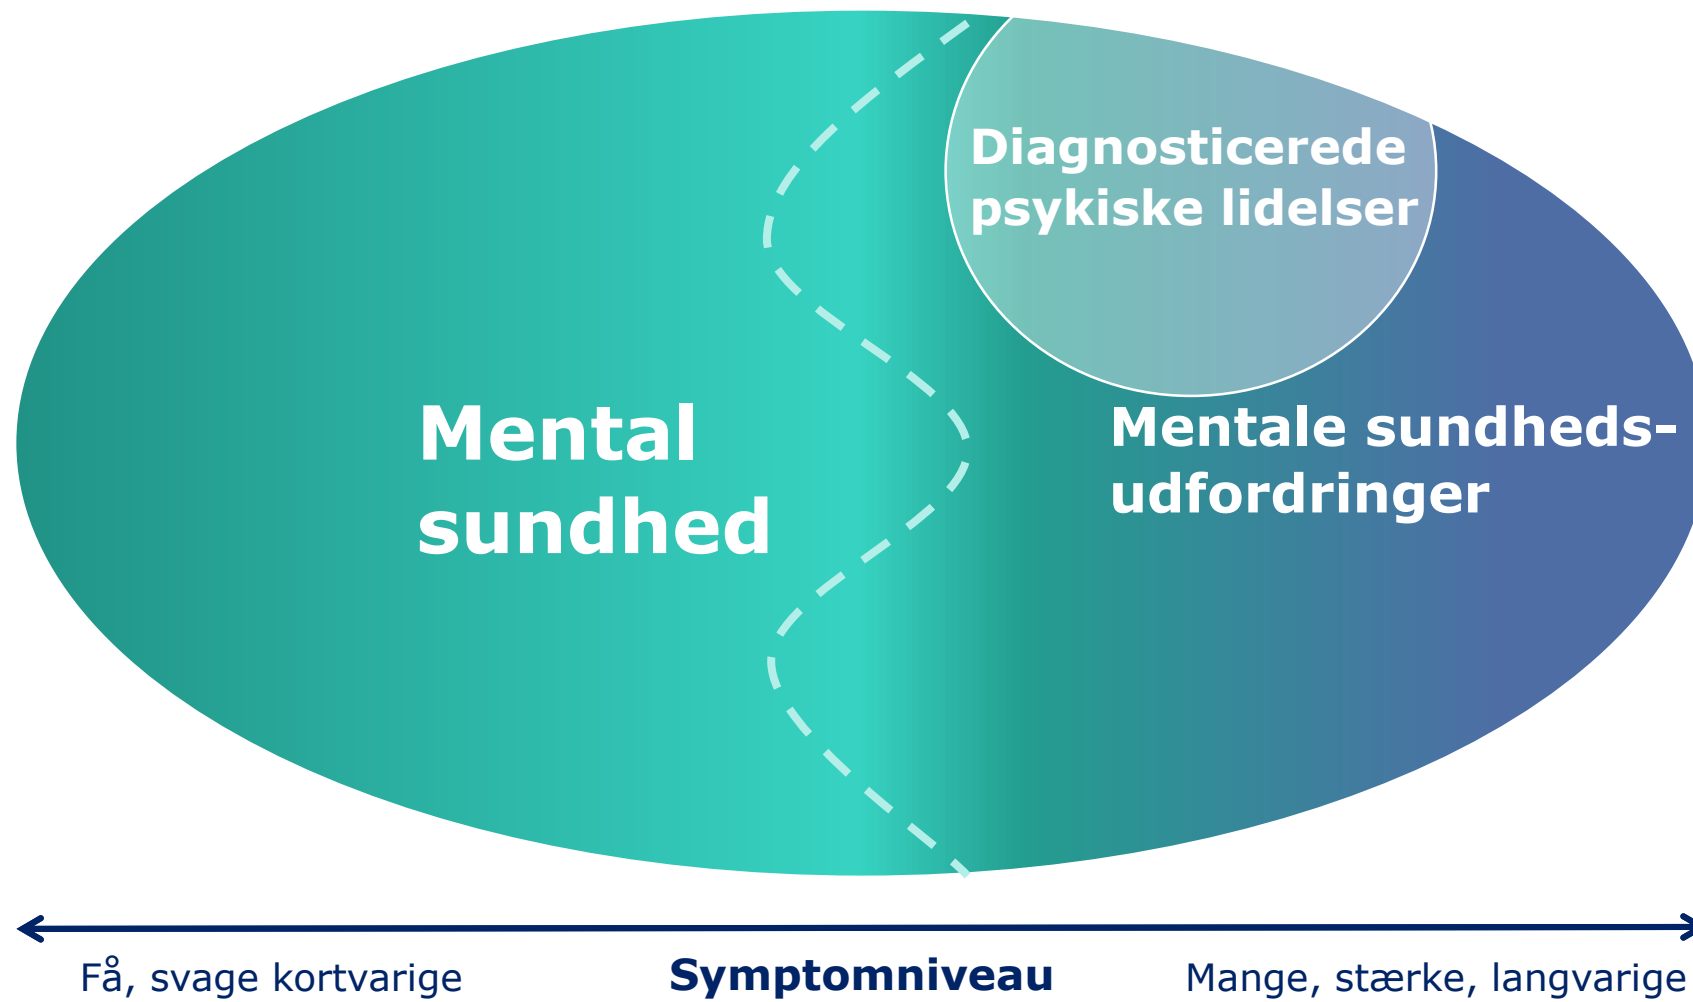 Diagnosticerede
psykiske lidelser
Mental
sundhed
Mentale sundheds-
udfordringer
Få, svage kortvarige
Symptomniveau
Mange, stærke, langvarige